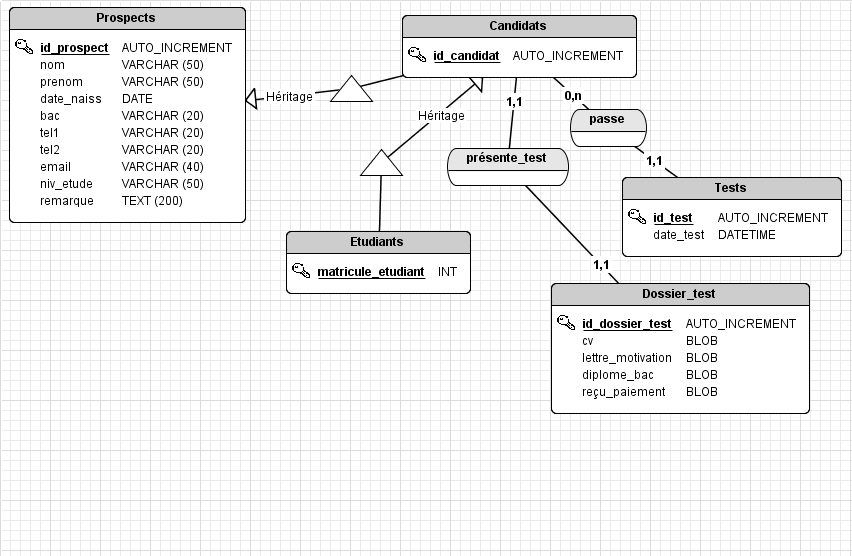 Prospects
id_prospect AUTO_INCREMENT
nom VARCHAR (50)
prenom VARCHAR (50)
date_naiss DATE
bac VARCHAR (20)
tel1 VARCHAR (20)
tel2 VARCHAR (20)
email VARCHAR (40)
niv_etude VARCHAR (50)
remarque TEXT (200)
Héritage
Candidats
id_candidat AUTO_INCREMENT
Héritage
1,1
0,n
passe
présente_test
1,1
Tests
id_test AUTO_INCREMENT
date_test DATETIME
Etudiants
matricule_etudiant INT
1,1
Dossier_test
id_dossier_test AUTO_INCREMENT
cv BLOB
lettre_motivation BLOB
diplome_bac BLOB
reçu_paiement BLOB